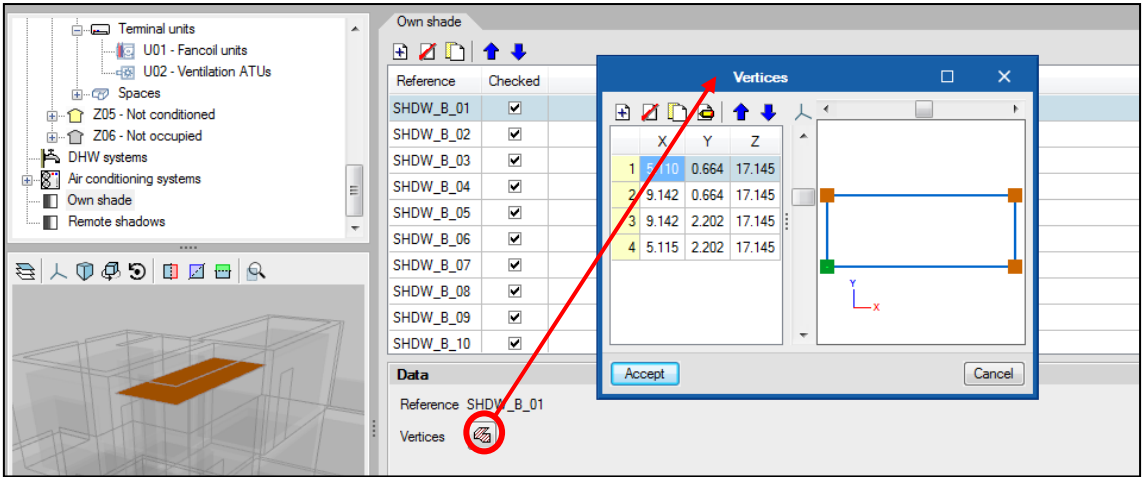 Terminal units
U01 - Fancoil units
U02 - Ventilation ATUs
Spaces
Z05 - Not conditioned
Z06 - Not occupied
DHW systems
Air conditioning systems
Own shade
Remote shadows
Own shade
Reference Checked
SHDW_B_01
SHDW_B_02
SHDW_B_03
SHDW_B_04
SHDW_B_05
SHDW_B_06
SHDW_B_07
SHDW_B_08
SHDW_B_09
SHDW_B_10
Data
Reference SHDW_B_01
Vertices
Vertices
X Y Z
1 5.110 0.664 17.145
2 9.142 0.664 17.145
3 9.142 2.202 17.145
4 5.115 2.202 17.145
Y
X
Accept Cancel